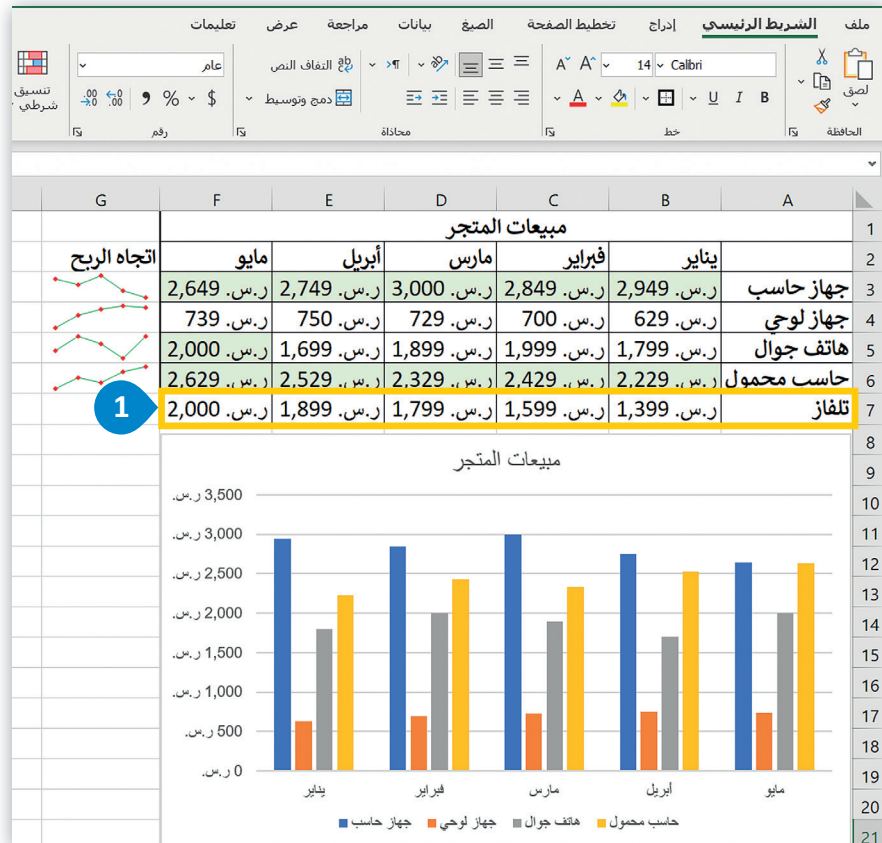 ملف الشريط الرئيسي إدراج تخطيط الصفحة الصيغ بيانات مراجعة عرض تعليمات
لصق Calibri 14 A^ A˅ ab التفاف النص عام
B I U A دمج وتوسيط $ % تنسيق شرطي
الحافظة خط محاذاة رقم
A B C D E F G
1 مبيعات المتجر
2 يناير فبراير مارس أبريل مايو اتجاه الربح
3 جهاز حاسب ر.س. 2,949 ر.س. 2,849 ر.س. 3,000 ر.س. 2,749 ر.س. 2,649
4 جهاز لوحي ر.س. 629 ر.س. 700 ر.س. 729 ر.س. 750 ر.س. 739
5 هاتف جوال ر.س. 1,799 ر.س. 1,999 ر.س. 1,899 ر.س. 1,699 ر.س. 2,000
6 حاسب محمول ر.س. 2,229 ر.س. 2,429 ر.س. 2,329 ر.س. 2,529 ر.س. 2,629
7 تلفاز ر.س. 1,399 ر.س. 1,599 ر.س. 1,799 ر.س. 1,899 ر.س. 2,000
1
8
9 مبيعات المتجر
10 3,500 ر.س.
11 3,000 ر.س.
12 2,500 ر.س.
13
14 2,000 ر.س.
15 1,500 ر.س.
16 1,000 ر.س.
17
18 500 ر.س.
19 0 ر.س.
20 مايو أبريل مارس فبراير يناير
21 حاسب محمول هاتف جوال جهاز لوحي جهاز حاسب